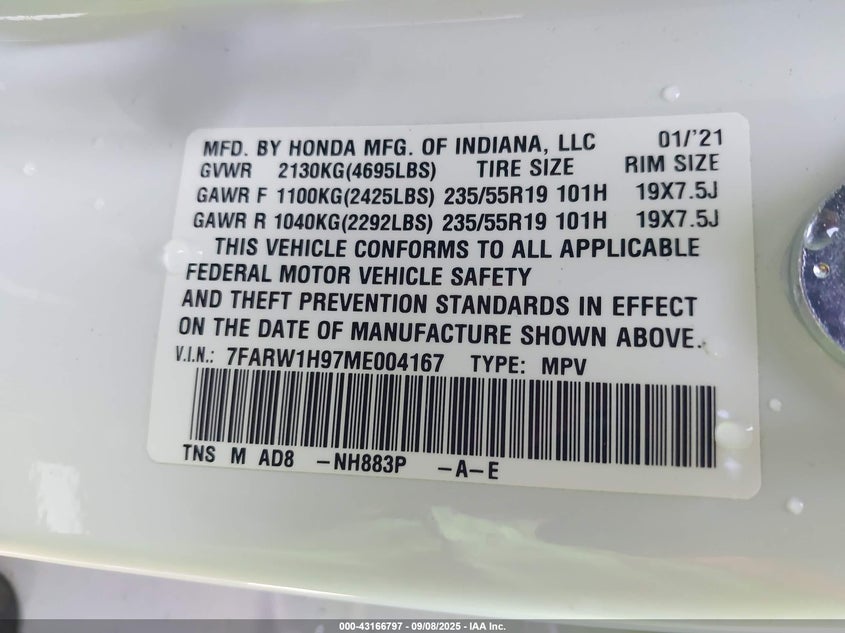 MFD. BY HONDA MFG. OF INDIANA, LLC 01/'21
GVWR 2130KG(4695LBS) TIRE SIZE RIM SIZE
GAWR F 1100KG(2425LBS) 235/55R19 101H 19X7.5J
GAWR R 1040KG(2292LBS) 235/55R19 101H 19X7.5J
THIS VEHICLE CONFORMS TO ALL APPLICABLE
FEDERAL MOTOR VEHICLE SAFETY
AND THEFT PREVENTION STANDARDS IN EFFECT
ON THE DATE OF MANUFACTURE SHOWN ABOVE.
V.I.N.: 7FARW1H97ME004167 TYPE: MPV
TNS M AD8 -NH883P -A-E
000-43166797 - 09/08/2025 - IAA Inc.